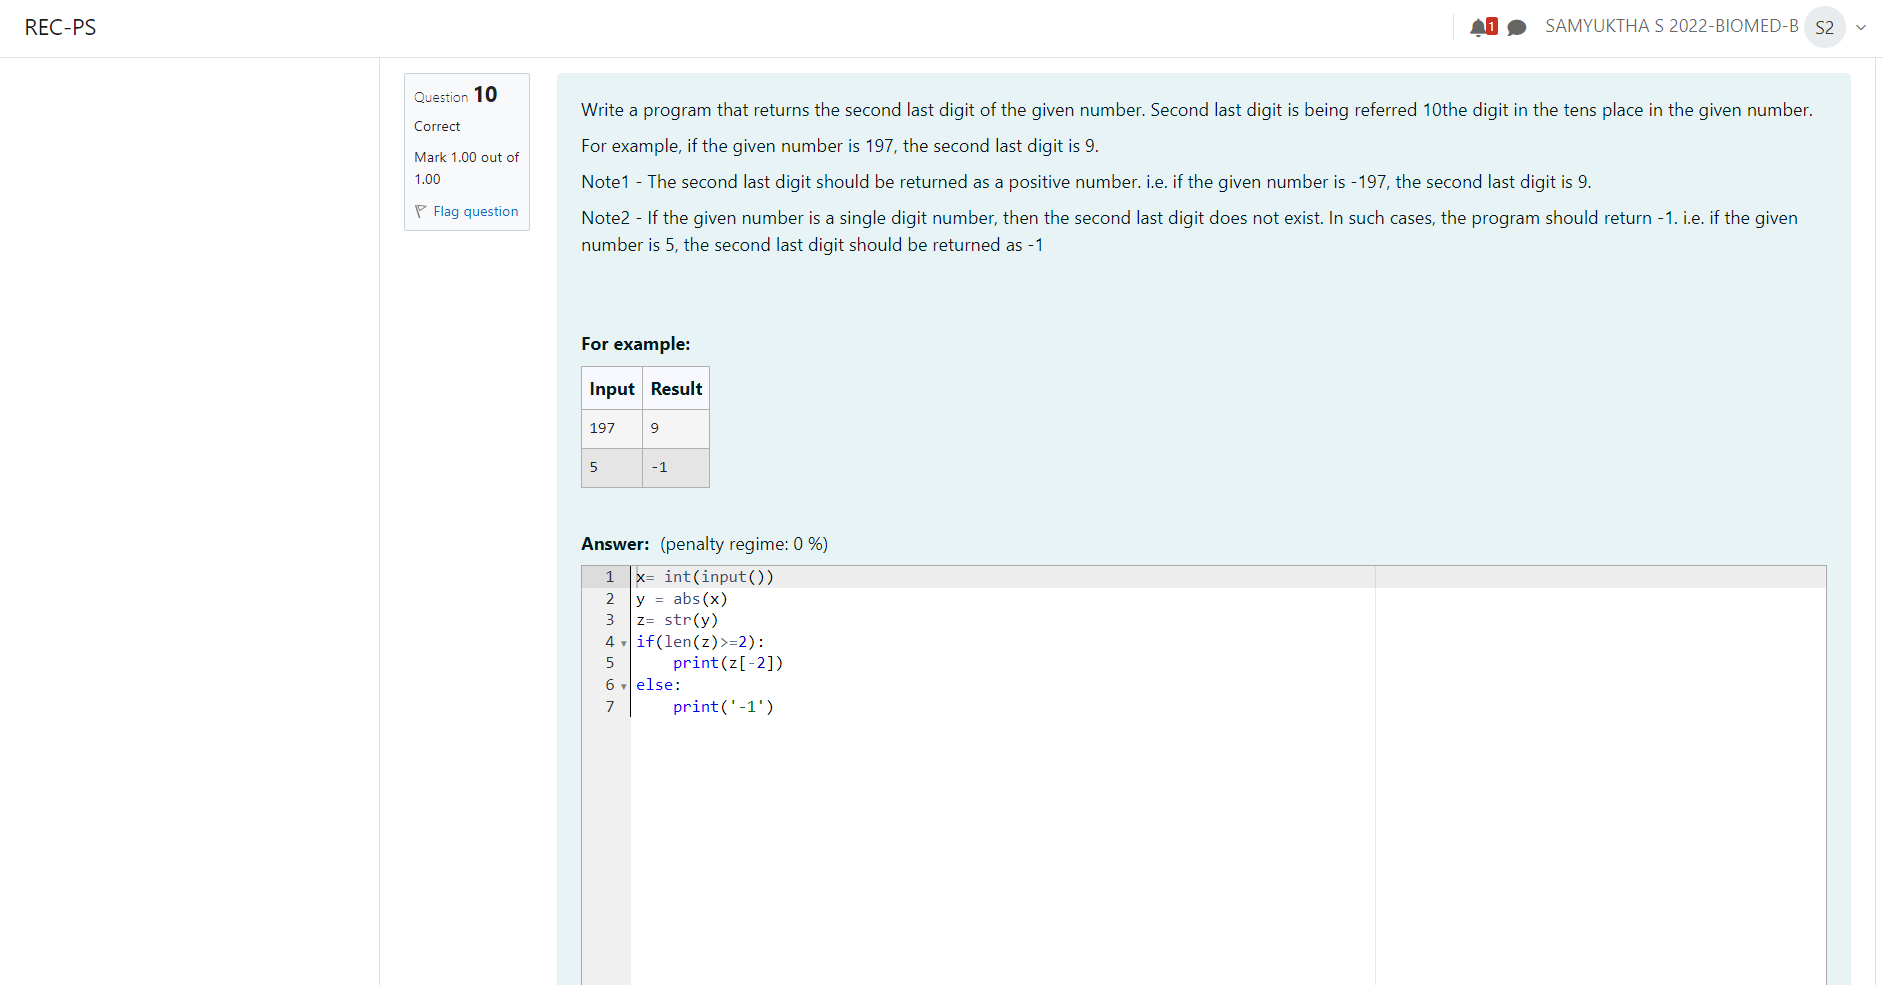 REC-PS
1
SAMYUKTHA S 2022-BIOMED-B
S2
Question 10
Correct
Mark 1.00 out of
1.00
Flag question
Write a program that returns the second last digit of the given number. Second last digit is being referred 10the digit in the tens place in the given number.
For example, if the given number is 197, the second last digit is 9.
Note1 - The second last digit should be returned as a positive number. i.e. if the given number is -197, the second last digit is 9.
Note2 - If the given number is a single digit number, then the second last digit does not exist. In such cases, the program should return -1. i.e. if the given
number is 5, the second last digit should be returned as -1
For example:
Input Result
197 9
5 -1
Answer: (penalty regime: 0 %)
1 x= int(input())
2 y = abs(x)
3 z= str(y)
4 if(len(z)>=2):
5     print(z[-2])
6 else:
7     print('-1')